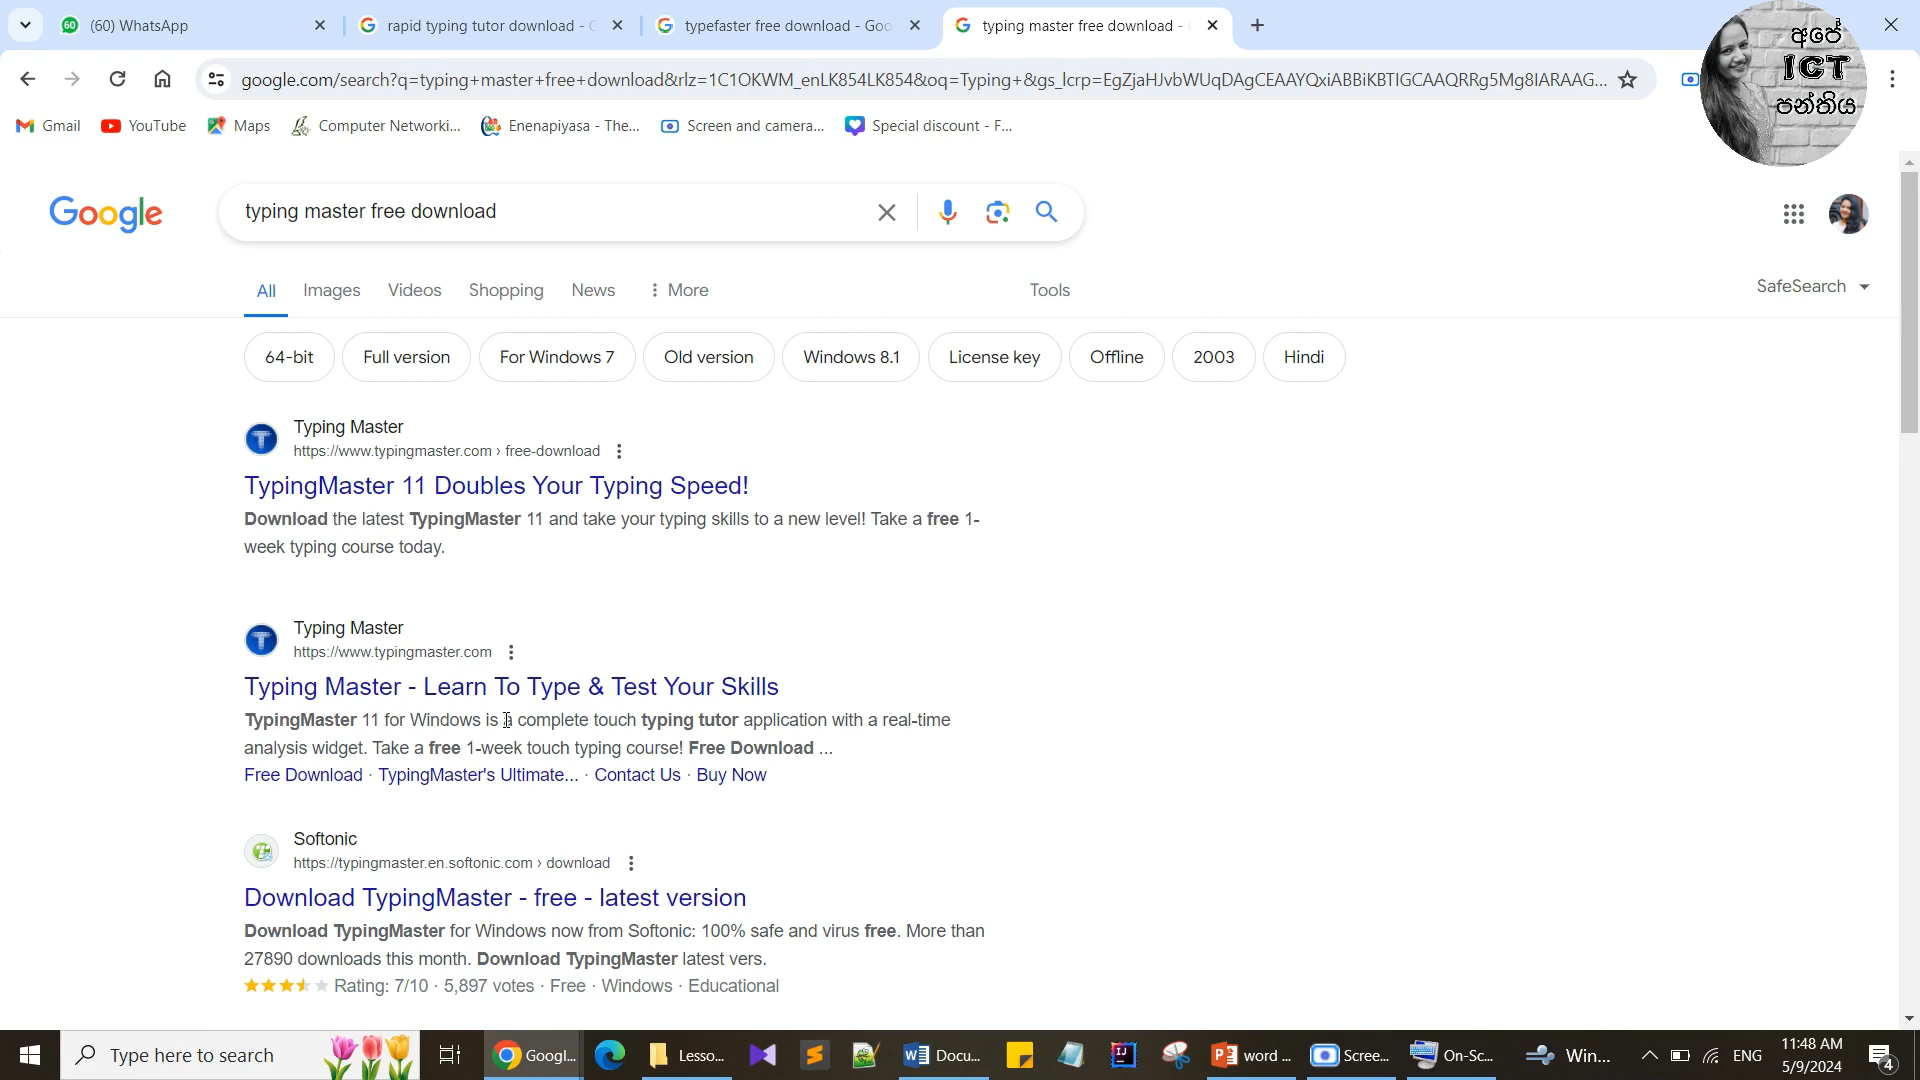 (60) WhatsApp
rapid typing tutor download - G
typefaster free download - Goo
typing master free download -
google.com/search?q=typing+master+free+download&rlz=1C1OKWM_enLK854LK854&oq=Typing+&gs_lcrp=EgZjaHJvbWUqDAgCEAAYQxiABBiKBTIGCAAQRRg5Mg8IARAAG...
අපේ
ICT
පන්තිය
Gmail
YouTube
Maps
Computer Networki...
Enenapiyasa - The...
Screen and camera...
Special discount - F...
Google
typing master free download
All
Images
Videos
Shopping
News
More
Tools
SafeSearch
64-bit
Full version
For Windows 7
Old version
Windows 8.1
License key
Offline
2003
Hindi
Typing Master
https://www.typingmaster.com › free-download
TypingMaster 11 Doubles Your Typing Speed!
Download the latest TypingMaster 11 and take your typing skills to a new level! Take a free 1-
week typing course today.
Typing Master
https://www.typingmaster.com
Typing Master - Learn To Type & Test Your Skills
TypingMaster 11 for Windows is a complete touch typing tutor application with a real-time
analysis widget. Take a free 1-week touch typing course! Free Download ...
Free Download · TypingMaster's Ultimate... · Contact Us · Buy Now
Softonic
https://typingmaster.en.softonic.com › download
Download TypingMaster - free - latest version
Download TypingMaster for Windows now from Softonic: 100% safe and virus free. More than
27890 downloads this month. Download TypingMaster latest vers.
Rating: 7/10 · 5,897 votes · Free · Windows · Educational
Type here to search
Googl...
Lesso...
Docu...
word ...
Scree...
On-Sc...
Win...
ENG
11:48 AM
5/9/2024
4